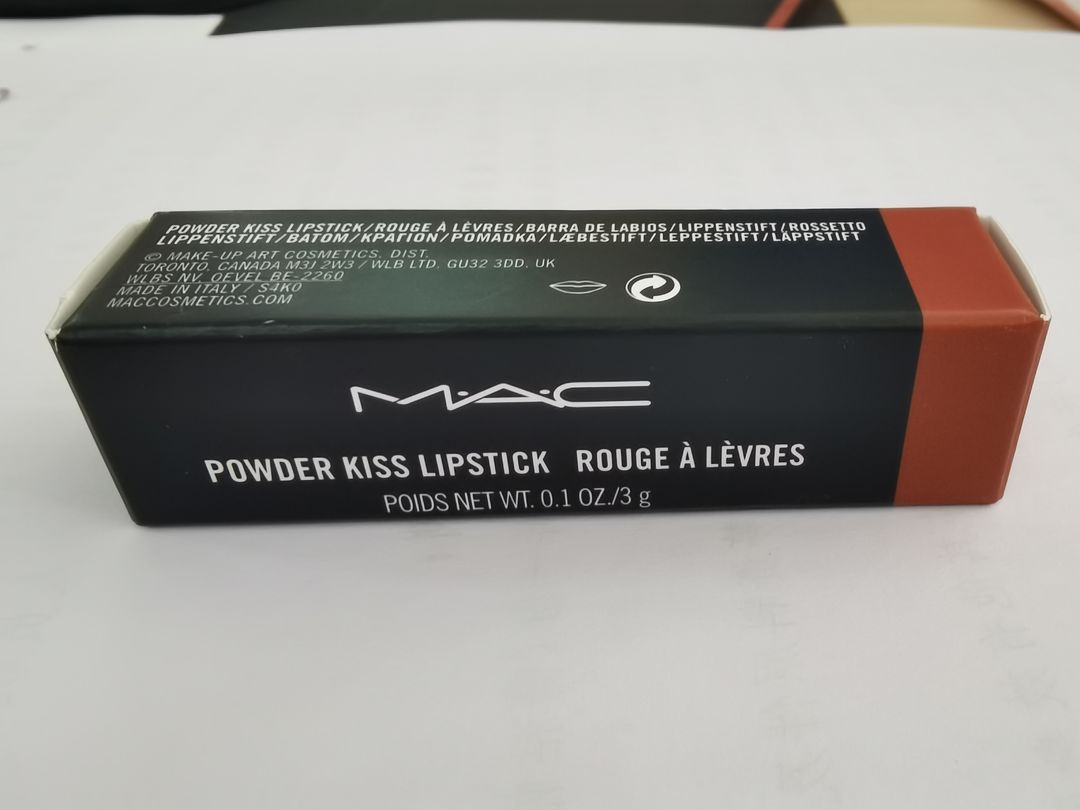 POWDER KISS LIPSTICK/ROUGE À LÈVRES/BARRA DE LABIOS/LIPPENSTIFT/ROSSETTO
LIPPENSTIFT/BATOM/ΚΡΑΓΙΟΝ/ПОМАДКА/LÆBESTIFT/LEPPESTIFT/LÄPPSTIFT
© MAKE-UP ART COSMETICS, DIST.
TORONTO, CANADA M3J 2W3 / WLB LTD, GU32 3DD, UK
WLBS NV, OEVEL BE-2260
MADE IN ITALY / S4K0
MACCOSMETICS.COM
M·A·C
POWDER KISS LIPSTICK ROUGE À LÈVRES
POIDS NET WT. 0.1 OZ./3 g